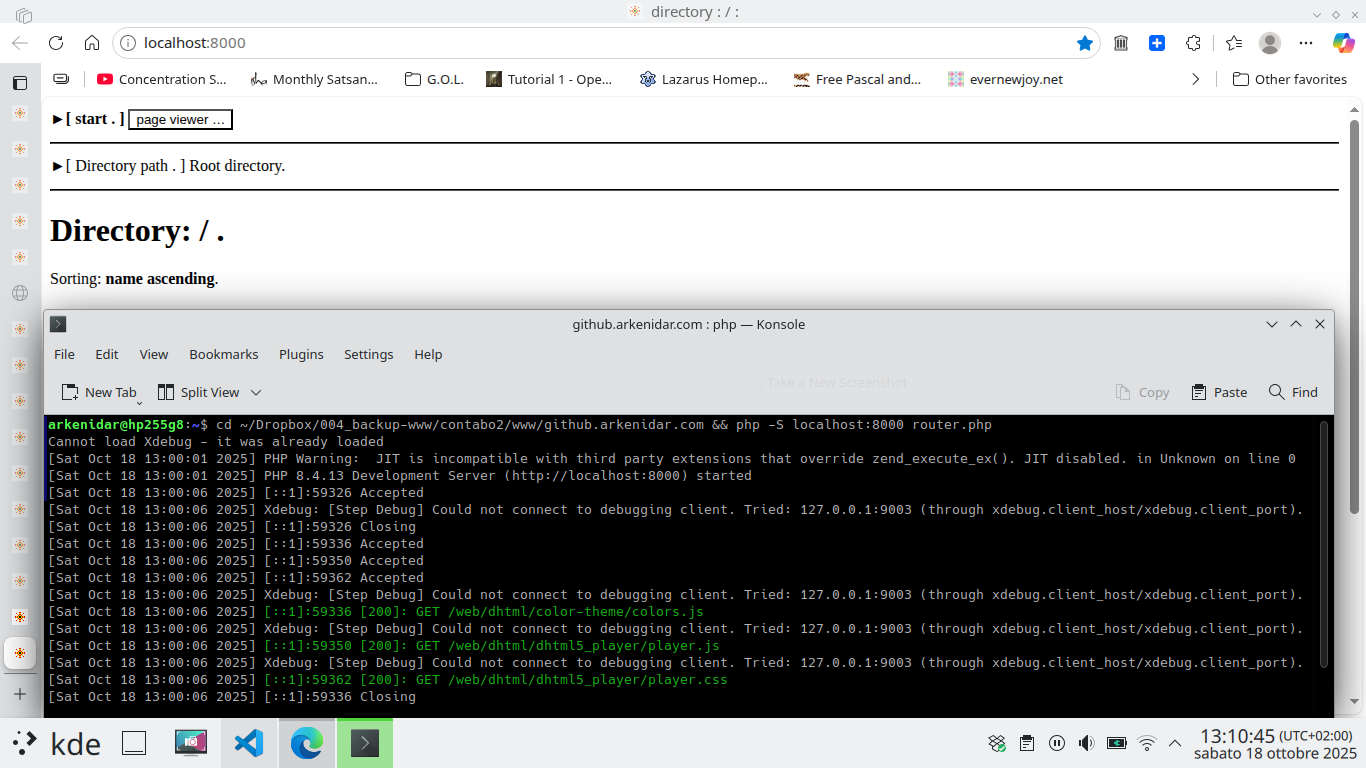 directory : / :
localhost:8000
Concentration S...
Monthly Satsan...
G.O.L.
Tutorial 1 - Ope...
Lazarus Homep...
Free Pascal and...
evernewjoy.net
Other favorites
►[ start . ] page viewer ...
►[ Directory path . ] Root directory.
Directory: / .
Sorting: name ascending.
github.arkenidar.com : php — Konsole
File Edit View Bookmarks Plugins Settings Help
Take a New Screenshot
New Tab Split View Copy Paste Find
arkenidar@hp255g8:~$ cd ~/Dropbox/004_backup-www/contabo2/www/github.arkenidar.com && php -S localhost:8000 router.php
Cannot load Xdebug - it was already loaded
[Sat Oct 18 13:00:01 2025] PHP Warning:  JIT is incompatible with third party extensions that override zend_execute_ex(). JIT disabled. in Unknown on line 0
[Sat Oct 18 13:00:01 2025] PHP 8.4.13 Development Server (http://localhost:8000) started
[Sat Oct 18 13:00:06 2025] [::1]:59326 Accepted
[Sat Oct 18 13:00:06 2025] Xdebug: [Step Debug] Could not connect to debugging client. Tried: 127.0.0.1:9003 (through xdebug.client_host/xdebug.client_port).
[Sat Oct 18 13:00:06 2025] [::1]:59326 Closing
[Sat Oct 18 13:00:06 2025] [::1]:59336 Accepted
[Sat Oct 18 13:00:06 2025] [::1]:59350 Accepted
[Sat Oct 18 13:00:06 2025] [::1]:59362 Accepted
[Sat Oct 18 13:00:06 2025] Xdebug: [Step Debug] Could not connect to debugging client. Tried: 127.0.0.1:9003 (through xdebug.client_host/xdebug.client_port).
[Sat Oct 18 13:00:06 2025] [::1]:59336 [200]: GET /web/dhtml/color-theme/colors.js
[Sat Oct 18 13:00:06 2025] Xdebug: [Step Debug] Could not connect to debugging client. Tried: 127.0.0.1:9003 (through xdebug.client_host/xdebug.client_port).
[Sat Oct 18 13:00:06 2025] [::1]:59350 [200]: GET /web/dhtml/dhtml5_player/player.js
[Sat Oct 18 13:00:06 2025] Xdebug: [Step Debug] Could not connect to debugging client. Tried: 127.0.0.1:9003 (through xdebug.client_host/xdebug.client_port).
[Sat Oct 18 13:00:06 2025] [::1]:59362 [200]: GET /web/dhtml/dhtml5_player/player.css
[Sat Oct 18 13:00:06 2025] [::1]:59336 Closing
kde
13:10:45 (UTC+02:00)
sabato 18 ottobre 2025